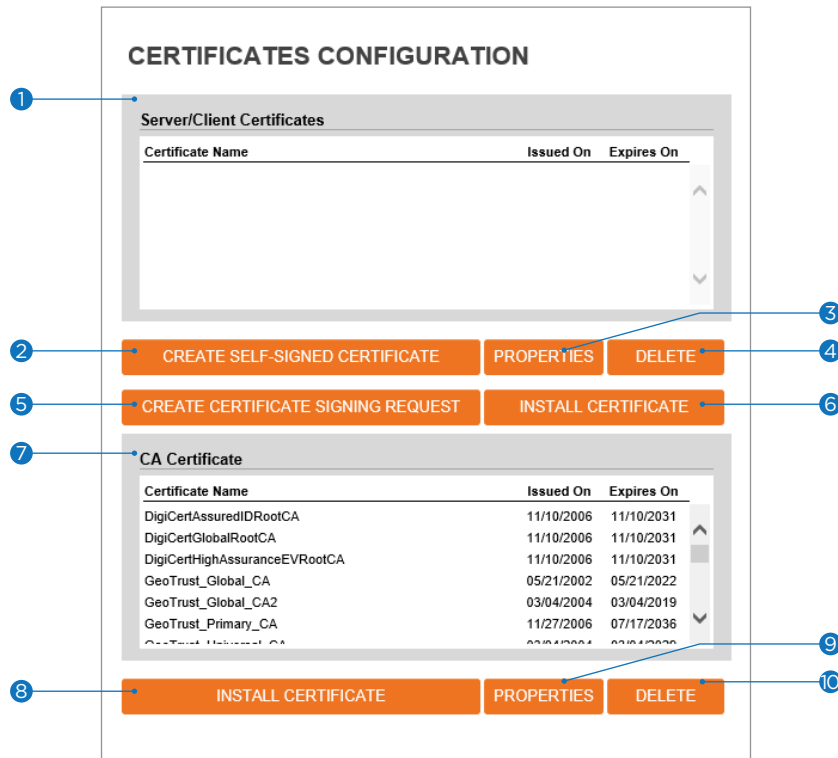 CERTIFICATES CONFIGURATION
1
Server/Client Certificates
Certificate Name Issued On Expires On
3
2 CREATE SELF-SIGNED CERTIFICATE PROPERTIES DELETE 4
5 CREATE CERTIFICATE SIGNING REQUEST INSTALL CERTIFICATE 6
7
CA Certificate
Certificate Name Issued On Expires On
DigiCertAssuredIDRootCA 11/10/2006 11/10/2031
DigiCertGlobalRootCA 11/10/2006 11/10/2031
DigiCertHighAssuranceEVRootCA 11/10/2006 11/10/2031
GeoTrust_Global_CA 05/21/2002 05/21/2022
GeoTrust_Global_CA2 03/04/2004 03/04/2019
GeoTrust_Primary_CA 11/27/2006 07/17/2036
9
8 INSTALL CERTIFICATE PROPERTIES DELETE 10